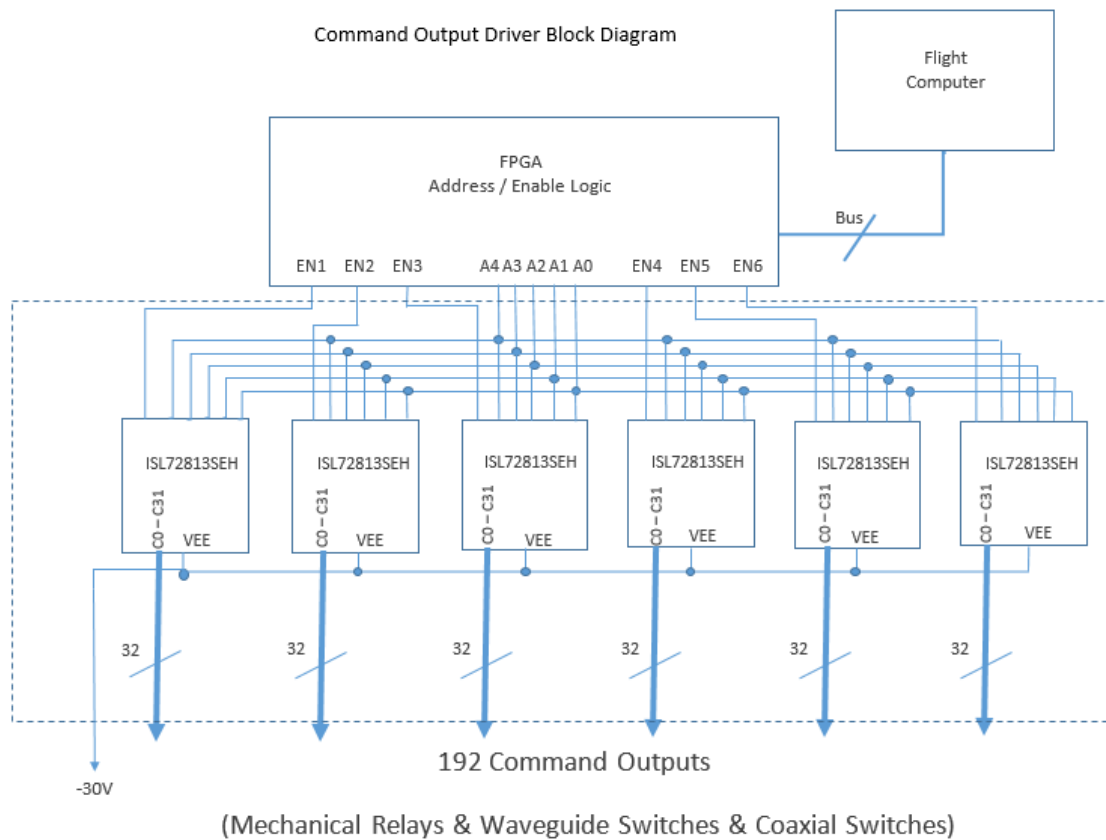 Command Output Driver Block Diagram
Flight
Computer
FPGA
Address / Enable Logic
Bus
EN1 EN2 EN3 A4 A3 A2 A1 A0 EN4 EN5 EN6
ISL72813SEH ISL72813SEH ISL72813SEH ISL72813SEH ISL72813SEH ISL72813SEH
C0 – C31 C0 – C31 C0 – C31 C0 – C31 C0 – C31 C0 – C31
VEE VEE VEE VEE VEE VEE
32 32 32 32 32 32
192 Command Outputs
-30V
(Mechanical Relays & Waveguide Switches & Coaxial Switches)